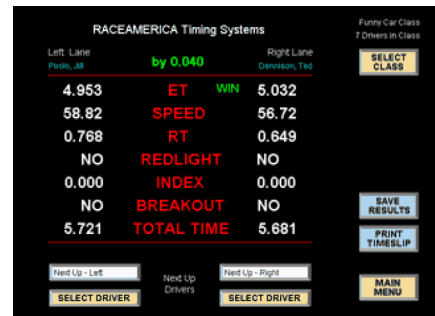 RACEAMERICA Timing Systems
Funny Car Class
7 Drivers in Class
Left Lane by 0.040 Right Lane
Pirolo, Jill Dennison, Ted
SELECT CLASS
4.953 ET WIN 5.032
58.82 SPEED 56.72
0.768 RT 0.649
NO REDLIGHT NO
0.000 INDEX 0.000
NO BREAKOUT NO
5.721 TOTAL TIME 5.681
SAVE RESULTS
PRINT TIMESLIP
Next Up - Left Next Up Drivers Next Up - Right
SELECT DRIVER SELECT DRIVER
MAIN MENU